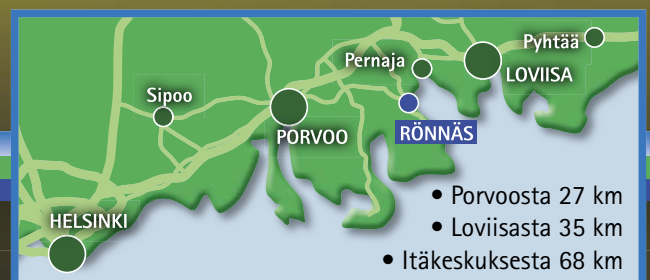 Pyhtää
Pernaja
LOVIISA
Sipoo
PORVOO
RÖNNÄS
• Porvoosta 27 km
HELSINKI
• Loviisasta 35 km
• Itäkeskuksesta 68 km